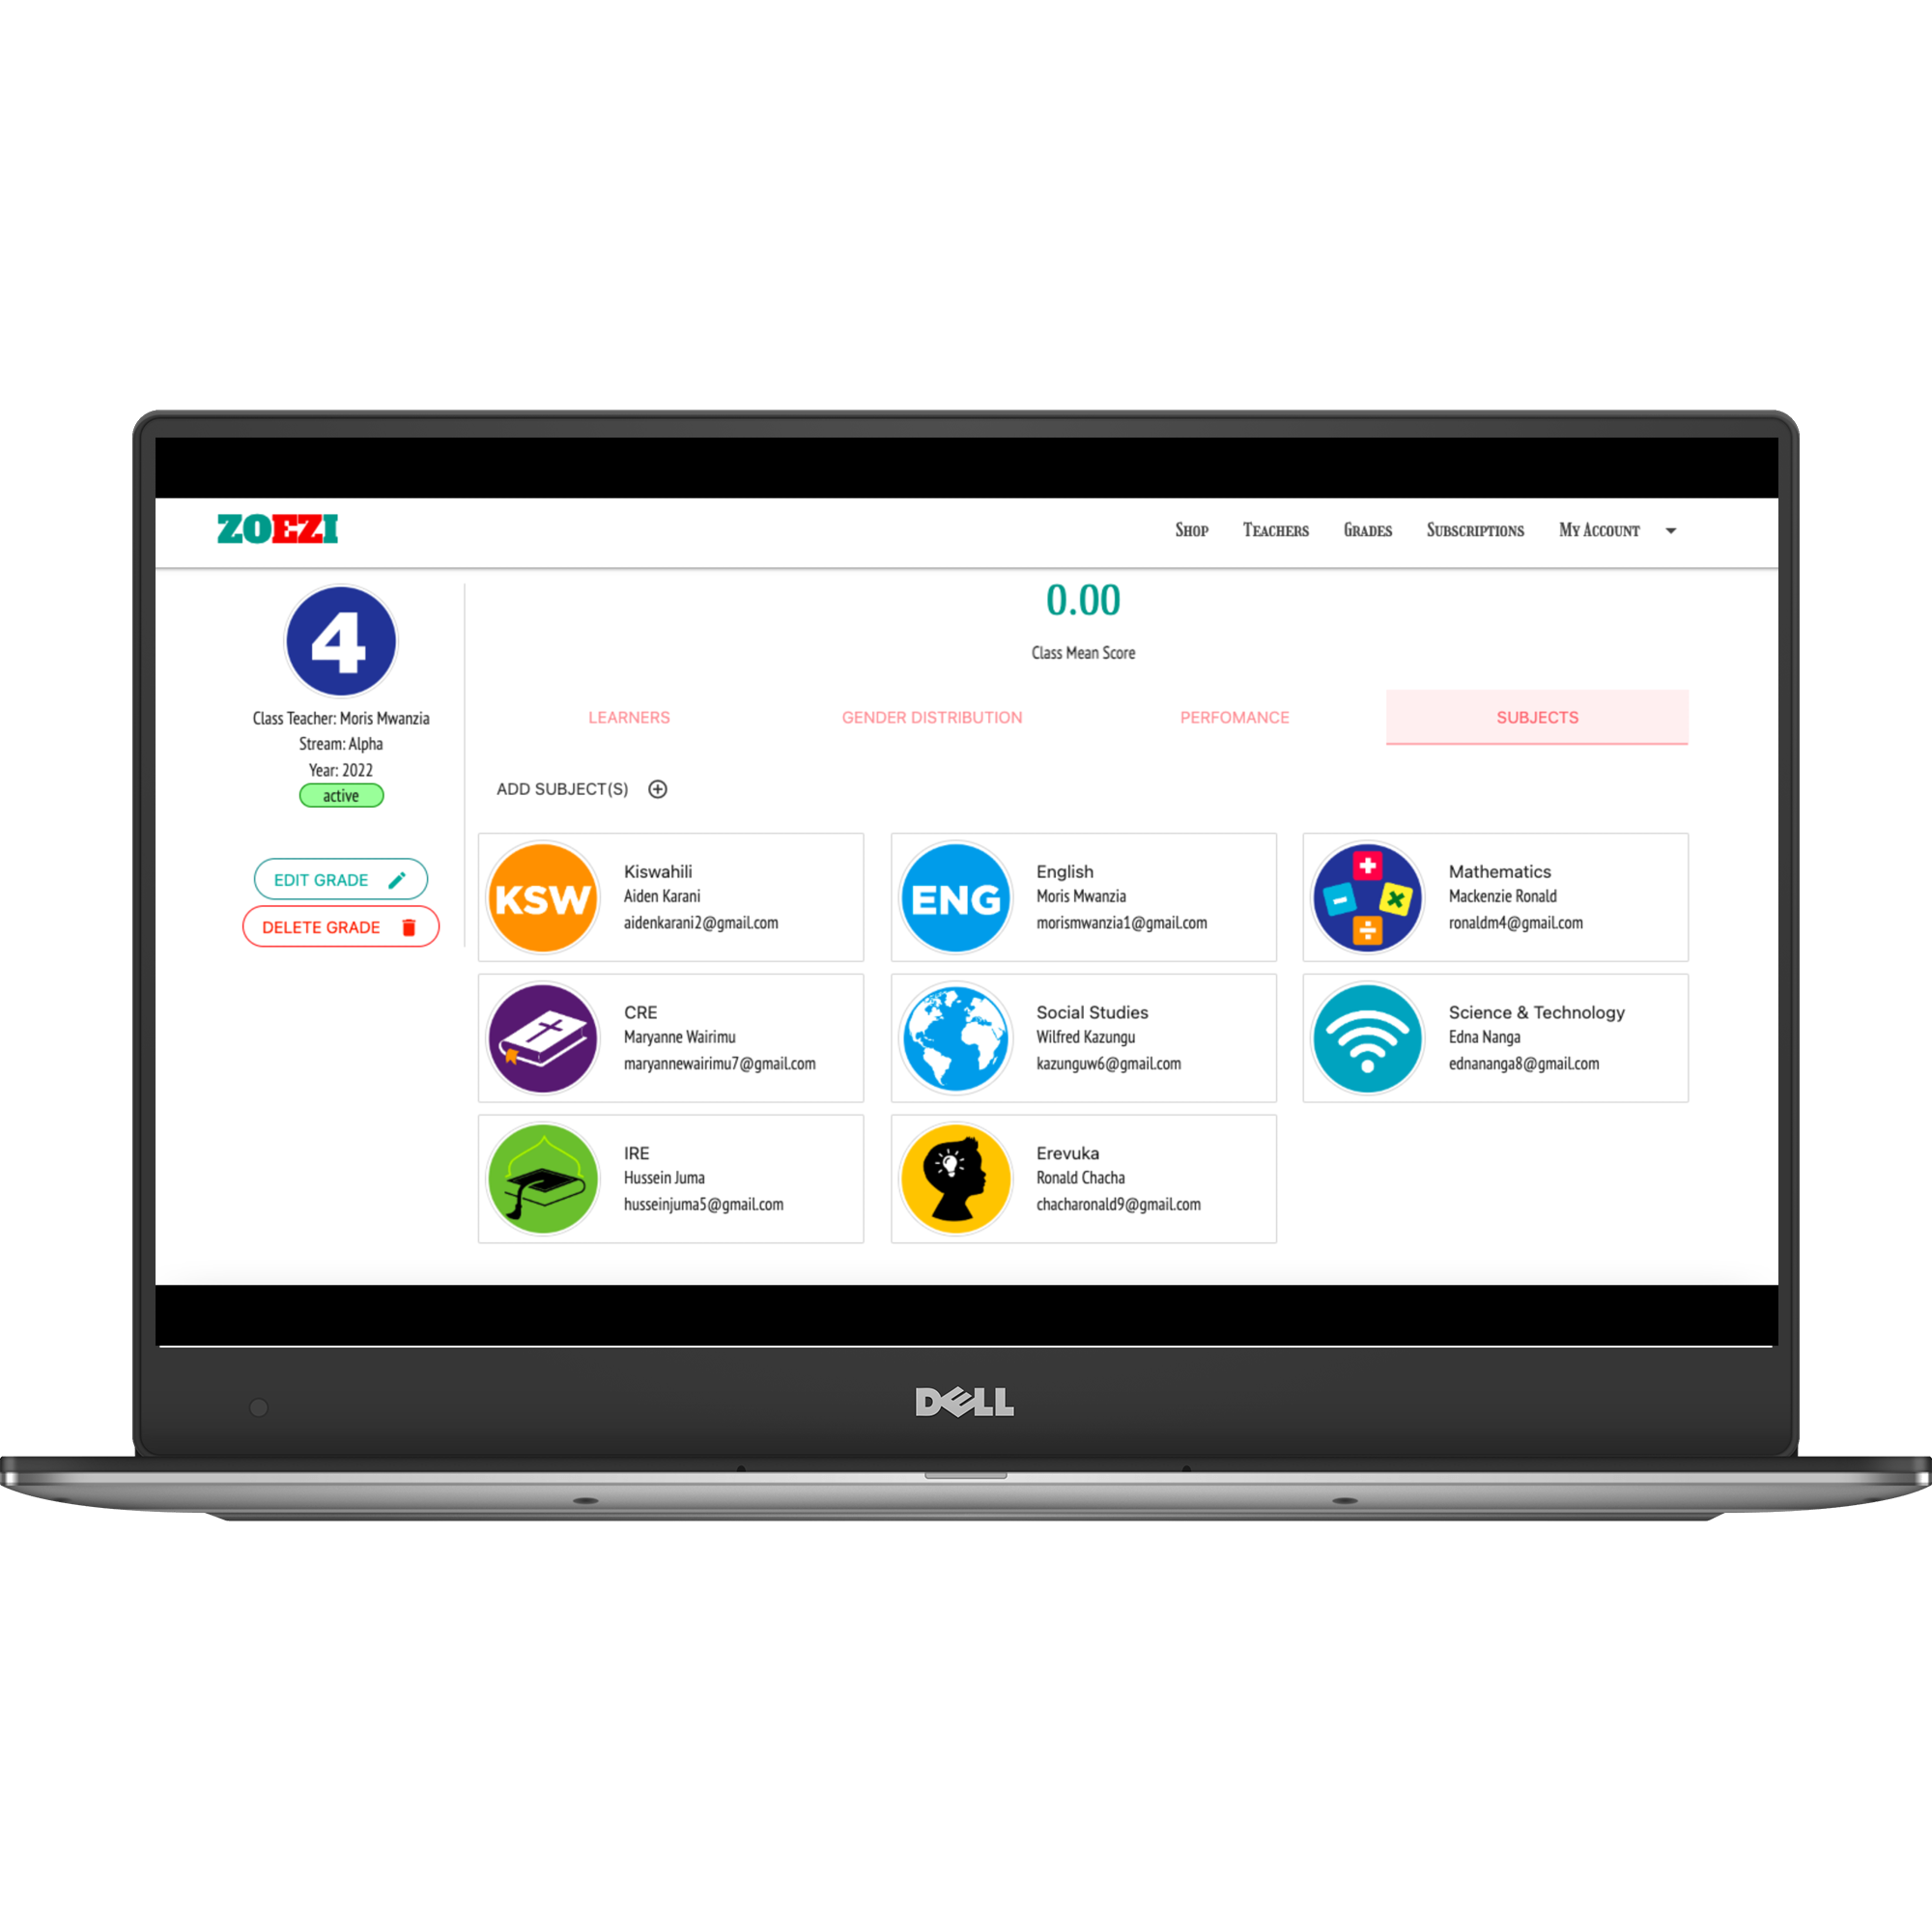 ZOEZI
Shop Teachers Grades Subscriptions My Account
4
Class Teacher: Moris Mwanzia
Stream: Alpha
Year: 2022
active
EDIT GRADE
DELETE GRADE
0.00
Class Mean Score
LEARNERS GENDER DISTRIBUTION PERFOMANCE SUBJECTS
ADD SUBJECT(S)
KSW
Kiswahili
Aiden Karani
aidenkarani2@gmail.com
ENG
English
Moris Mwanzia
morismwanzia1@gmail.com
Mathematics
Mackenzie Ronald
ronaldm4@gmail.com
CRE
Maryanne Wairimu
maryannewairimu7@gmail.com
Social Studies
Wilfred Kazungu
kazunguw6@gmail.com
Science & Technology
Edna Nanga
ednananga8@gmail.com
IRE
Hussein Juma
husseinjuma5@gmail.com
Erevuka
Ronald Chacha
chacharonald9@gmail.com
DELL